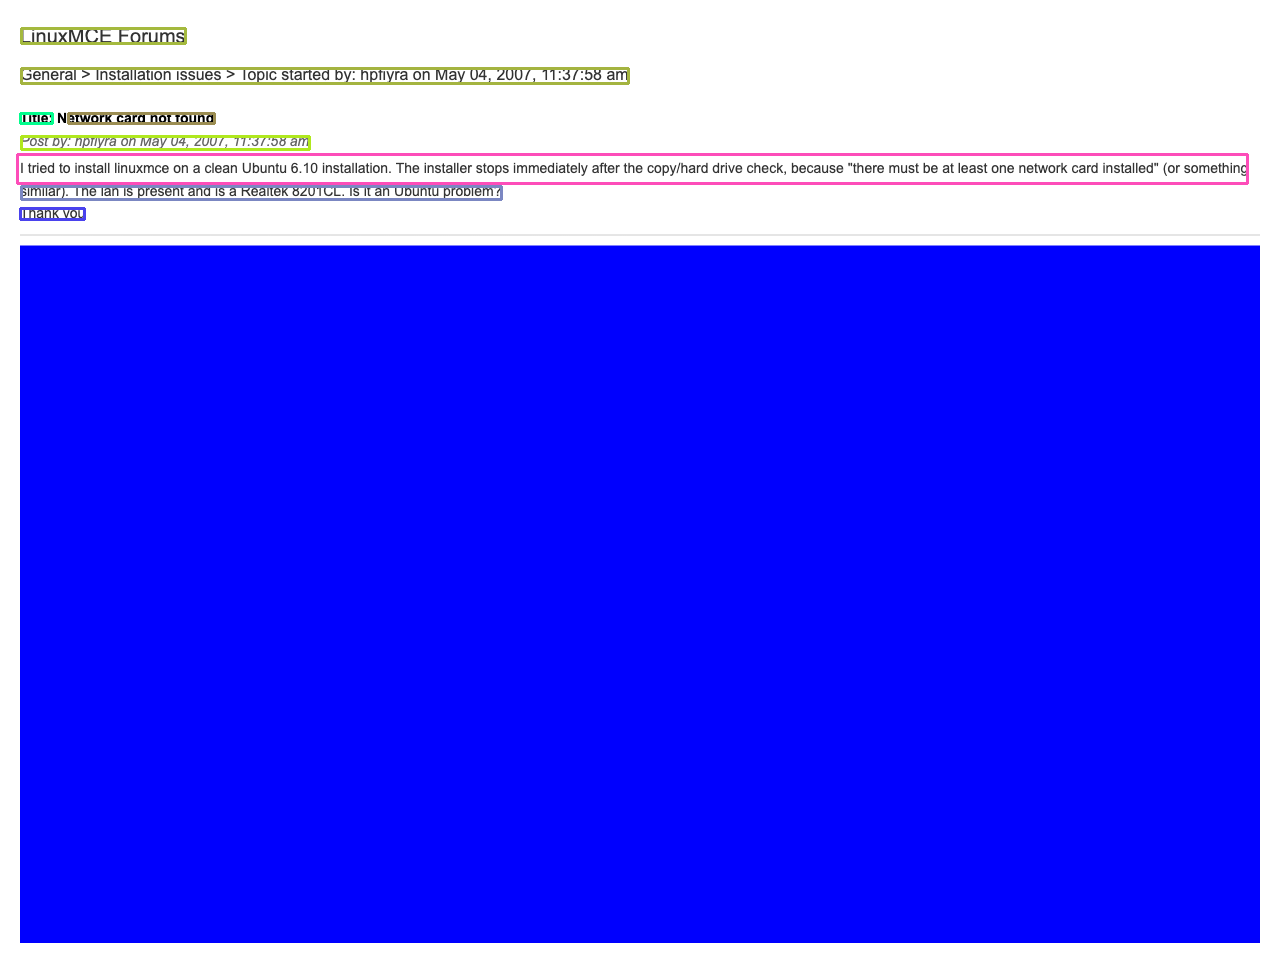 LinuxMCE Forums
General > Installation issues > Topic started by: hpfiyra on May 04, 2007, 11:37:58 am
Title: Network card not found
Post by: hpfiyra on May 04, 2007, 11:37:58 am
I tried to install linuxmce on a clean Ubuntu 6.10 installation. The installer stops immediately after the copy/hard drive check, because "there must be at least one network card installed" (or something
similar). The lan is present and is a Realtek 8201CL. Is it an Ubuntu problem?
Thank you